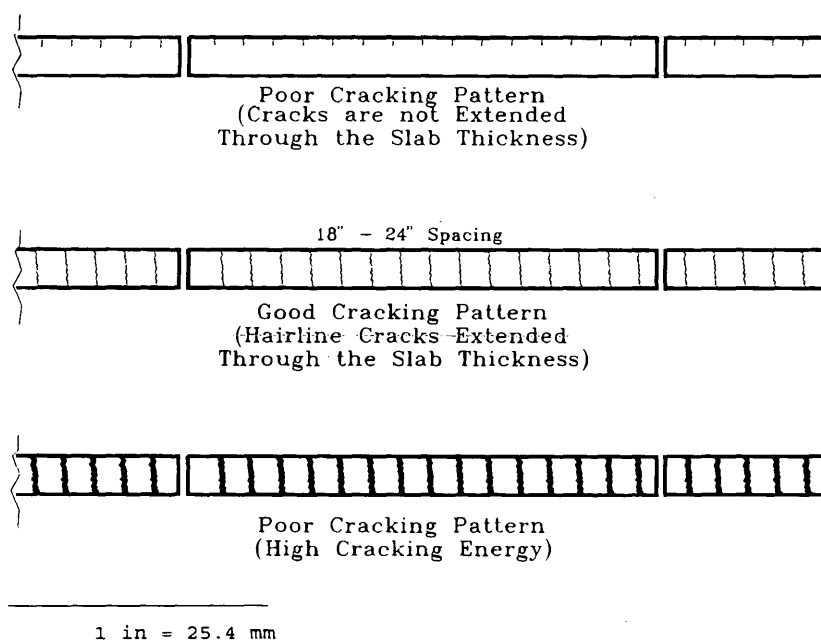 Poor Cracking Pattern
(Cracks are not Extended
Through the Slab Thickness)
18" - 24" Spacing
Good Cracking Pattern
(Hairline Cracks Extended
Through the Slab Thickness)
Poor Cracking Pattern
(High Cracking Energy)
1 in = 25.4 mm